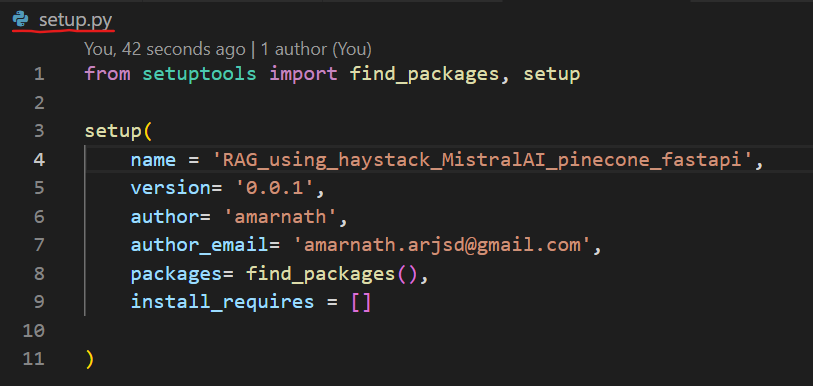 setup.py
You, 42 seconds ago | 1 author (You)
1 from setuptools import find_packages, setup
2
3 setup(
4 name = 'RAG_using_haystack_MistralAI_pinecone_fastapi',
5 version= '0.0.1',
6 author= 'amarnath',
7 author_email= 'amarnath.arjsd@gmail.com',
8 packages= find_packages(),
9 install_requires = []
10
11 )